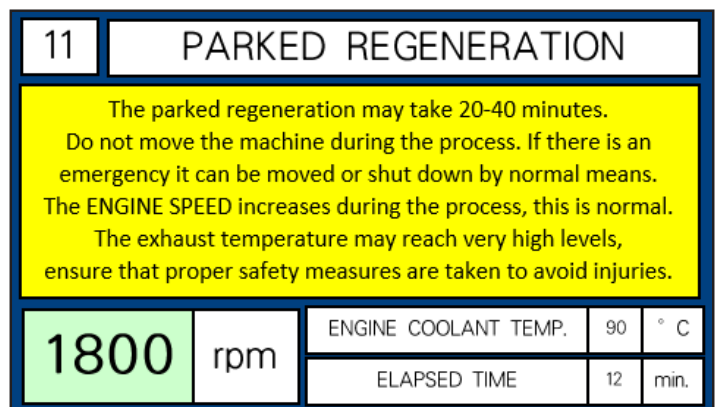 11 PARKED REGENERATION
The parked regeneration may take 20-40 minutes.
Do not move the machine during the process. If there is an
emergency it can be moved or shut down by normal means.
The ENGINE SPEED increases during the process, this is normal.
The exhaust temperature may reach very high levels,
ensure that proper safety measures are taken to avoid injuries.
1800 rpm
ENGINE COOLANT TEMP. 90 ° C
ELAPSED TIME 12 min.